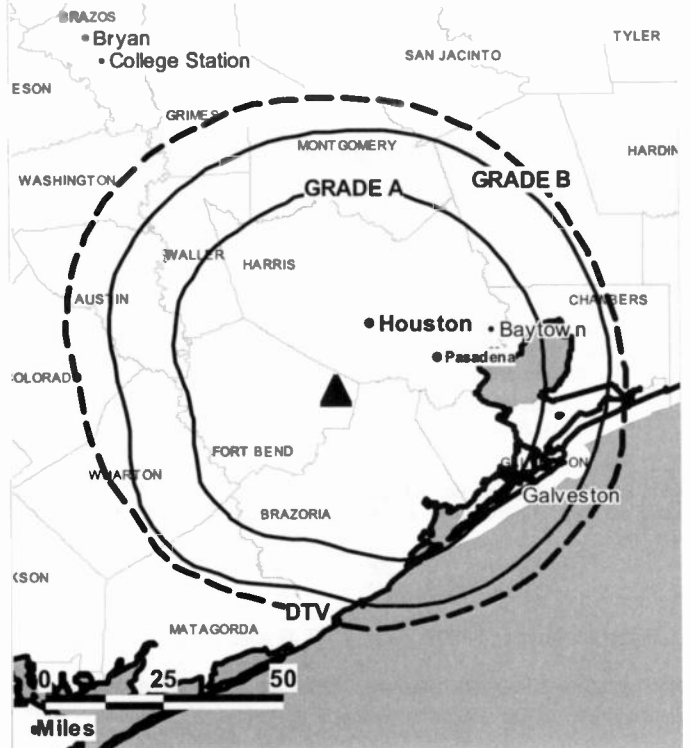 BRAZOS
Bryan
College Station
TYLER
SAN JACINTO
ESON
GRIMES
MONTGOMERY
HARDIN
WASHINGTON
GRADE B
GRADE A
WALLER
HARRIS
AUSTIN
CHAMBERS
Houston
Baytown
Pasadena
COLORADO
FORT BEND
WHARTON
GALVESTON
Galveston
BRAZORIA
KSON
DTV
MATAGORDA
0 25 50
Miles